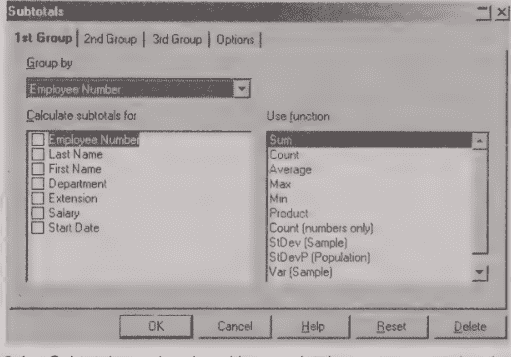 Subtotals
1st Group 2nd Group 3rd Group Options
Group by
Employee Number
Calculate subtotals for
Employee Number
Last Name
First Name
Department
Extension
Salary
Start Date
Use function
Sum
Count
Average
Max
Min
Product
Count (numbers only)
StDev (Sample)
StDevP (Population)
Var (Sample)
OK Cancel Help Reset Delete